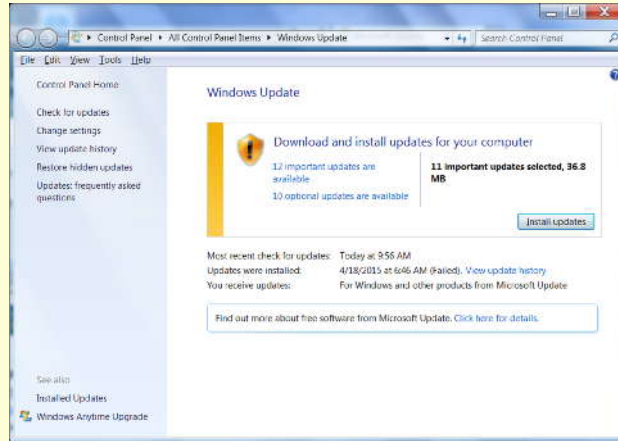 Control Panel ▸ All Control Panel Items ▸ Windows Update
Search Control Panel
File Edit View Tools Help
Control Panel Home
Check for updates
Change settings
View update history
Restore hidden updates
Updates: frequently asked
questions
Windows Update
Download and install updates for your computer
12 important updates are
available
10 optional updates are available
11 important updates selected, 36.8
MB
Install updates
Most recent check for updates: Today at 9:56 AM
Updates were installed: 4/18/2015 at 6:46 AM (Failed). View update history
You receive updates: For Windows and other products from Microsoft Update
Find out more about free software from Microsoft Update. Click here for details.
See also
Installed Updates
Windows Anytime Upgrade